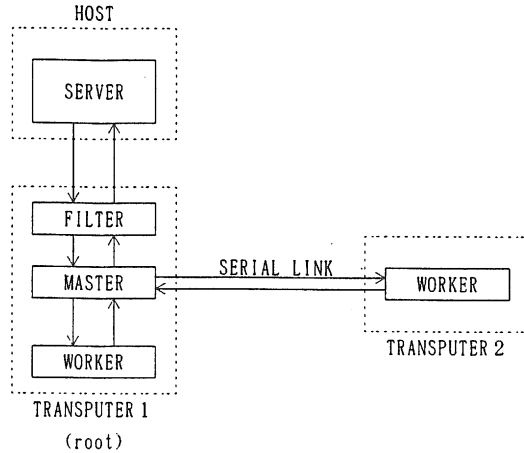 HOST
SERVER
FILTER
MASTER
SERIAL LINK
WORKER
WORKER
TRANSPUTER 1
(root)
TRANSPUTER 2